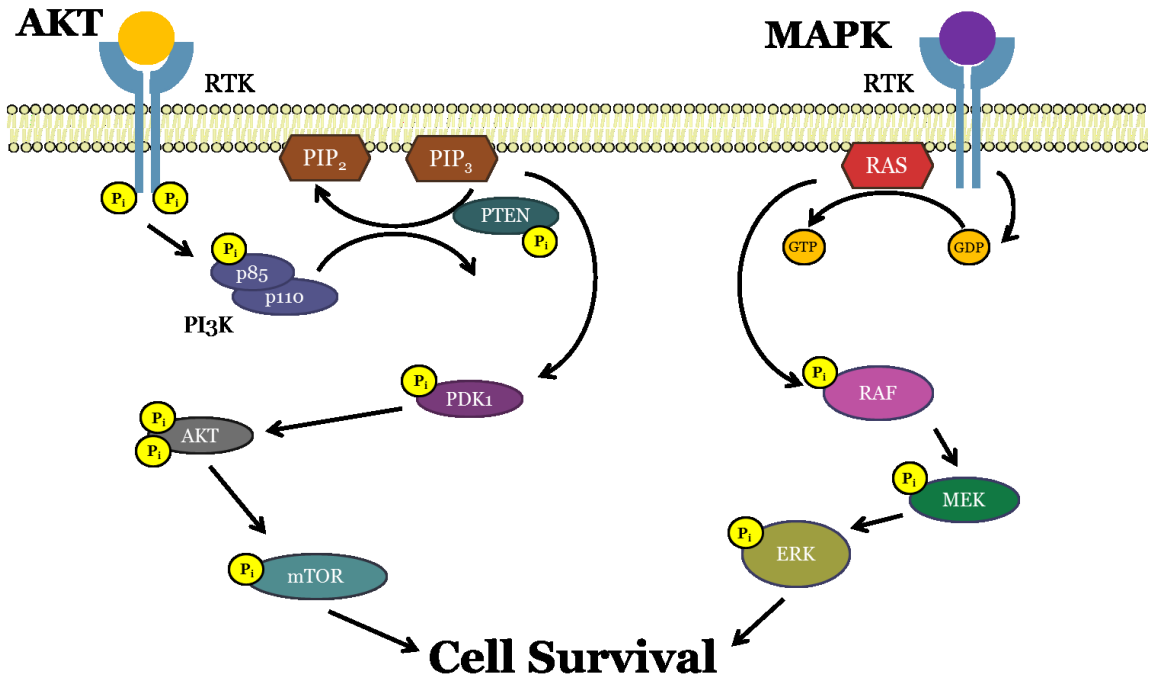 AKT
MAPK
RTK
RTK
PIP₂
PIP₃
RAS
Pᵢ
Pᵢ
PTEN
Pᵢ
GTP
GDP
Pᵢ
p85
p110
PI3K
Pᵢ
PDK1
Pᵢ
RAF
Pᵢ
Pᵢ
AKT
Pᵢ
MEK
Pᵢ
ERK
Pᵢ
mTOR
Cell Survival